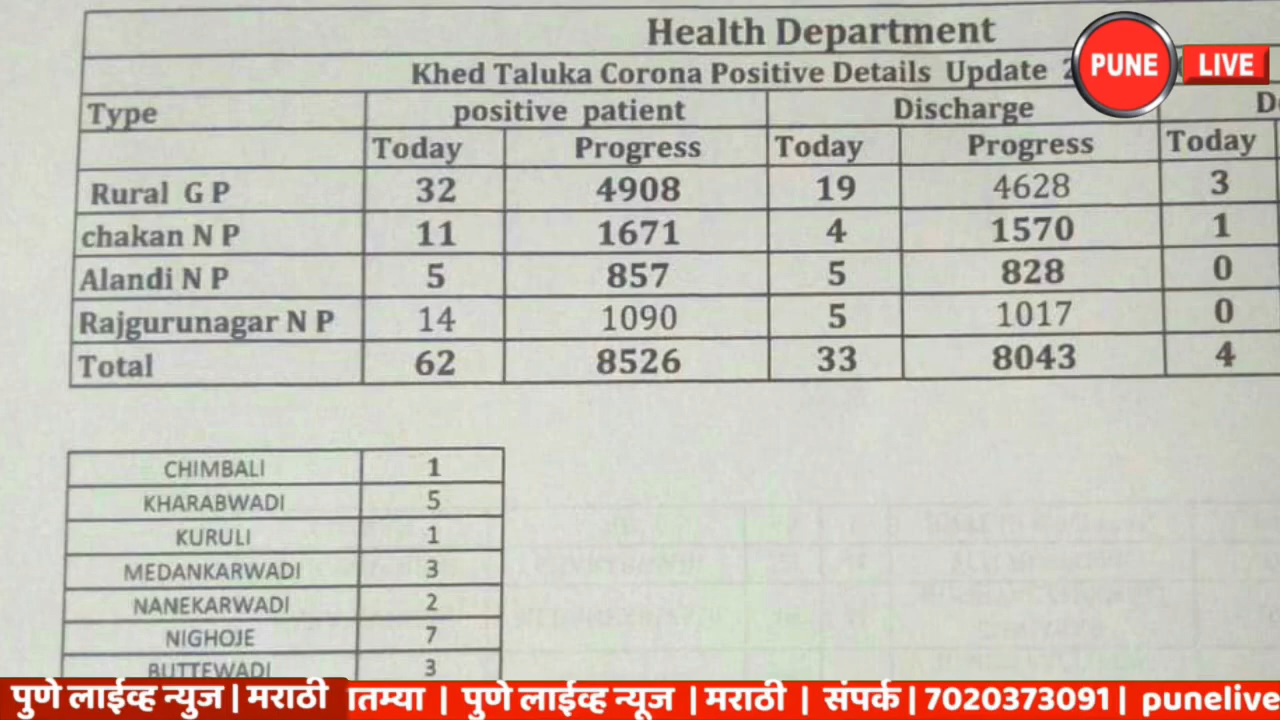 Health Department
Khed Taluka Corona Positive Details Update
PUNE LIVE
Type positive patient Discharge
Today Progress Today Progress Today
Rural G P 32 4908 19 4628 3
chakan N P 11 1671 4 1570 1
Alandi N P 5 857 5 828 0
Rajgurunagar N P 14 1090 5 1017 0
Total 62 8526 33 8043 4
CHIMBALI 1
KHARABWADI 5
KURULI 1
MEDANKARWADI 3
NANEKARWADI 2
NIGHOJE 7
BUTTEWADI 3
पुणे लाईव्ह न्युज | मराठी ातम्या | पुणे लाईव्ह न्यूज | मराठी | संपर्क | 7020373091 | punelive